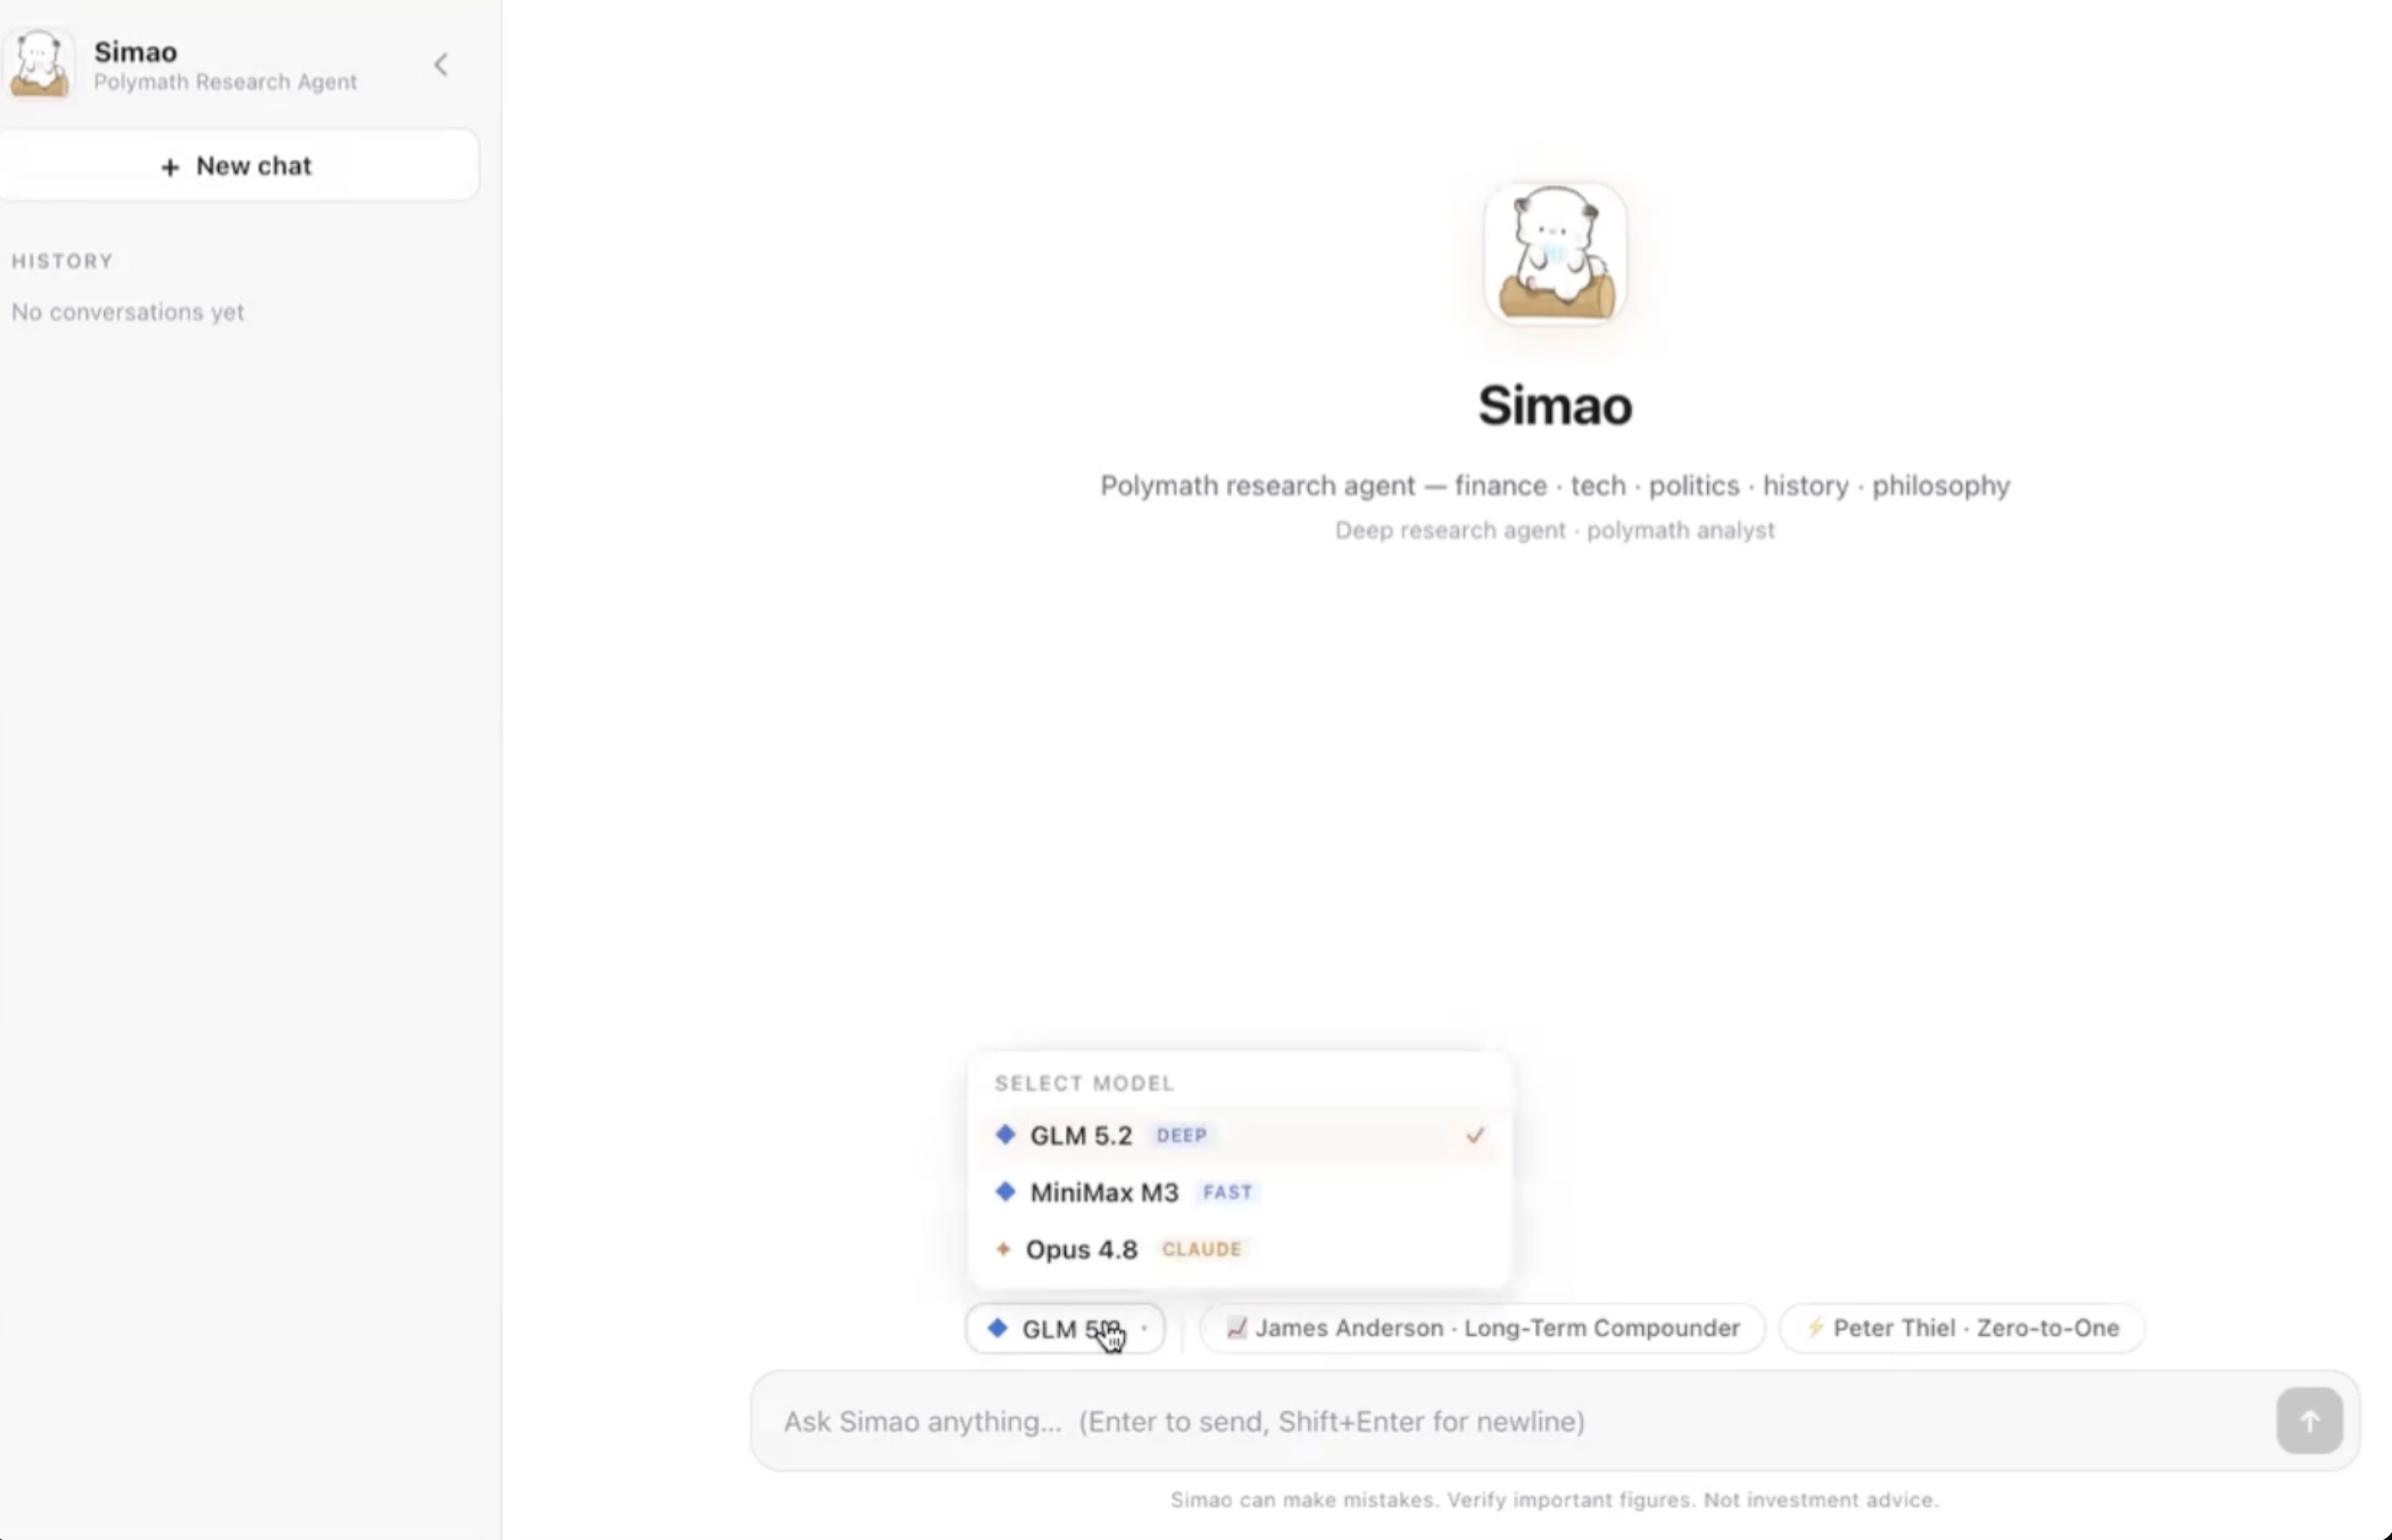 Simao
Polymath Research Agent
+ New chat
HISTORY
No conversations yet
Simao
Polymath research agent — finance · tech · politics · history · philosophy
Deep research agent · polymath analyst
SELECT MODEL
GLM 5.2 DEEP
MiniMax M3 FAST
Opus 4.8 CLAUDE
GLM
James Anderson · Long-Term Compounder
Peter Thiel · Zero-to-One
Ask Simao anything... (Enter to send, Shift+Enter for newline)
Simao can make mistakes. Verify important figures. Not investment advice.